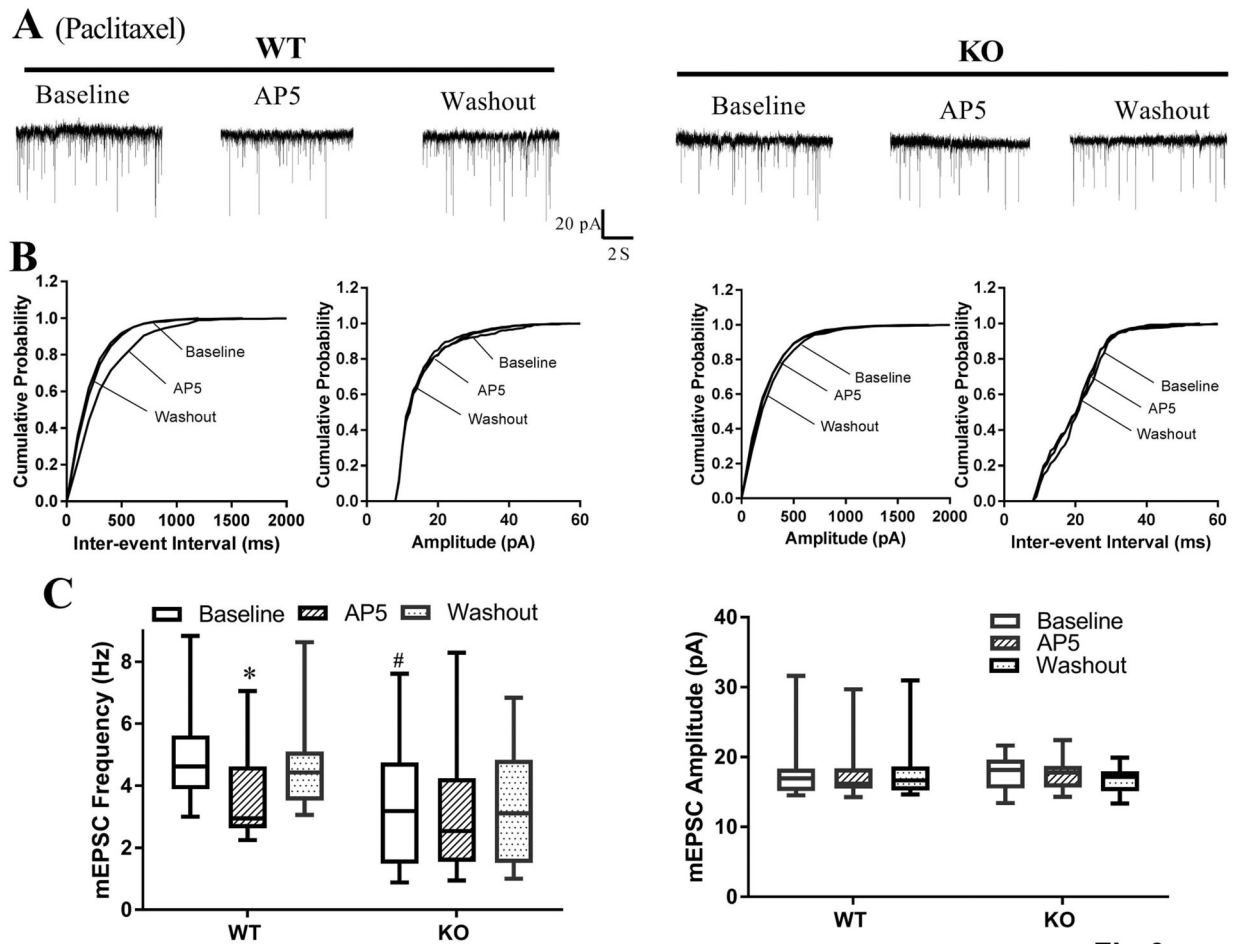 A (Paclitaxel)
WT
KO
Baseline AP5 Washout
Baseline AP5 Washout
20 pA
2 S
B
Cumulative Probability
1.2
1.0
0.8
0.6
0.4
0.2
0.0
Baseline
AP5
Washout
0 500 1000 1500 2000
Inter-event Interval (ms)
Cumulative Probability
1.2
1.0
0.8
0.6
0.4
0.2
0.0
Baseline
AP5
Washout
0 20 40 60
Amplitude (pA)
Cumulative Probability
1.2
1.0
0.8
0.6
0.4
0.2
0.0
Baseline
AP5
Washout
0 500 1000 1500 2000
Amplitude (pA)
Cumulative Probability
1.2
1.0
0.8
0.6
0.4
0.2
0.0
Baseline
AP5
Washout
0 20 40 60
Inter-event Interval (ms)
C
Baseline AP5 Washout
mEPSC Frequency (Hz)
8
6
4
2
0
*
#
WT KO
mEPSC Amplitude (pA)
40
30
20
10
0
Baseline
AP5
Washout
WT KO